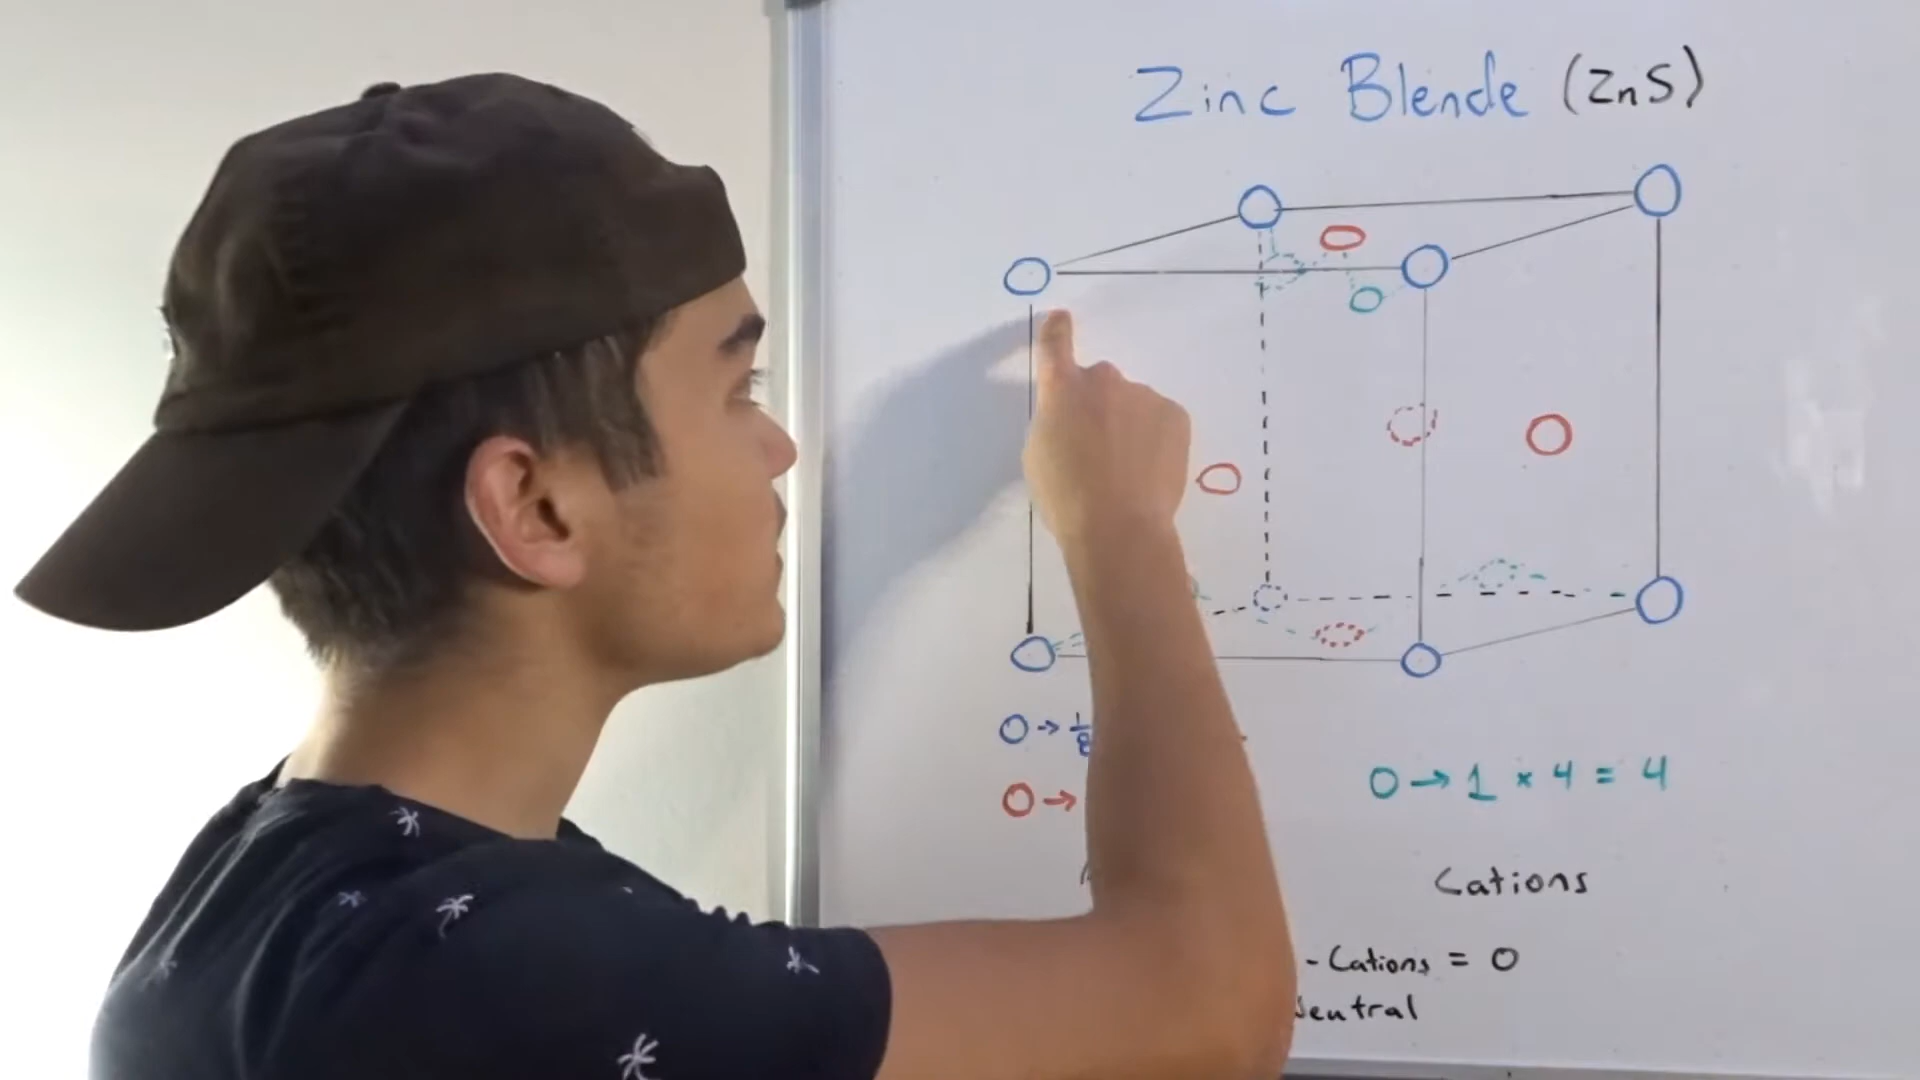 Zinc Blende (ZnS)
O → 1/8
O →
O → 1 × 4 = 4
Cations
- Cations = 0
Neutral